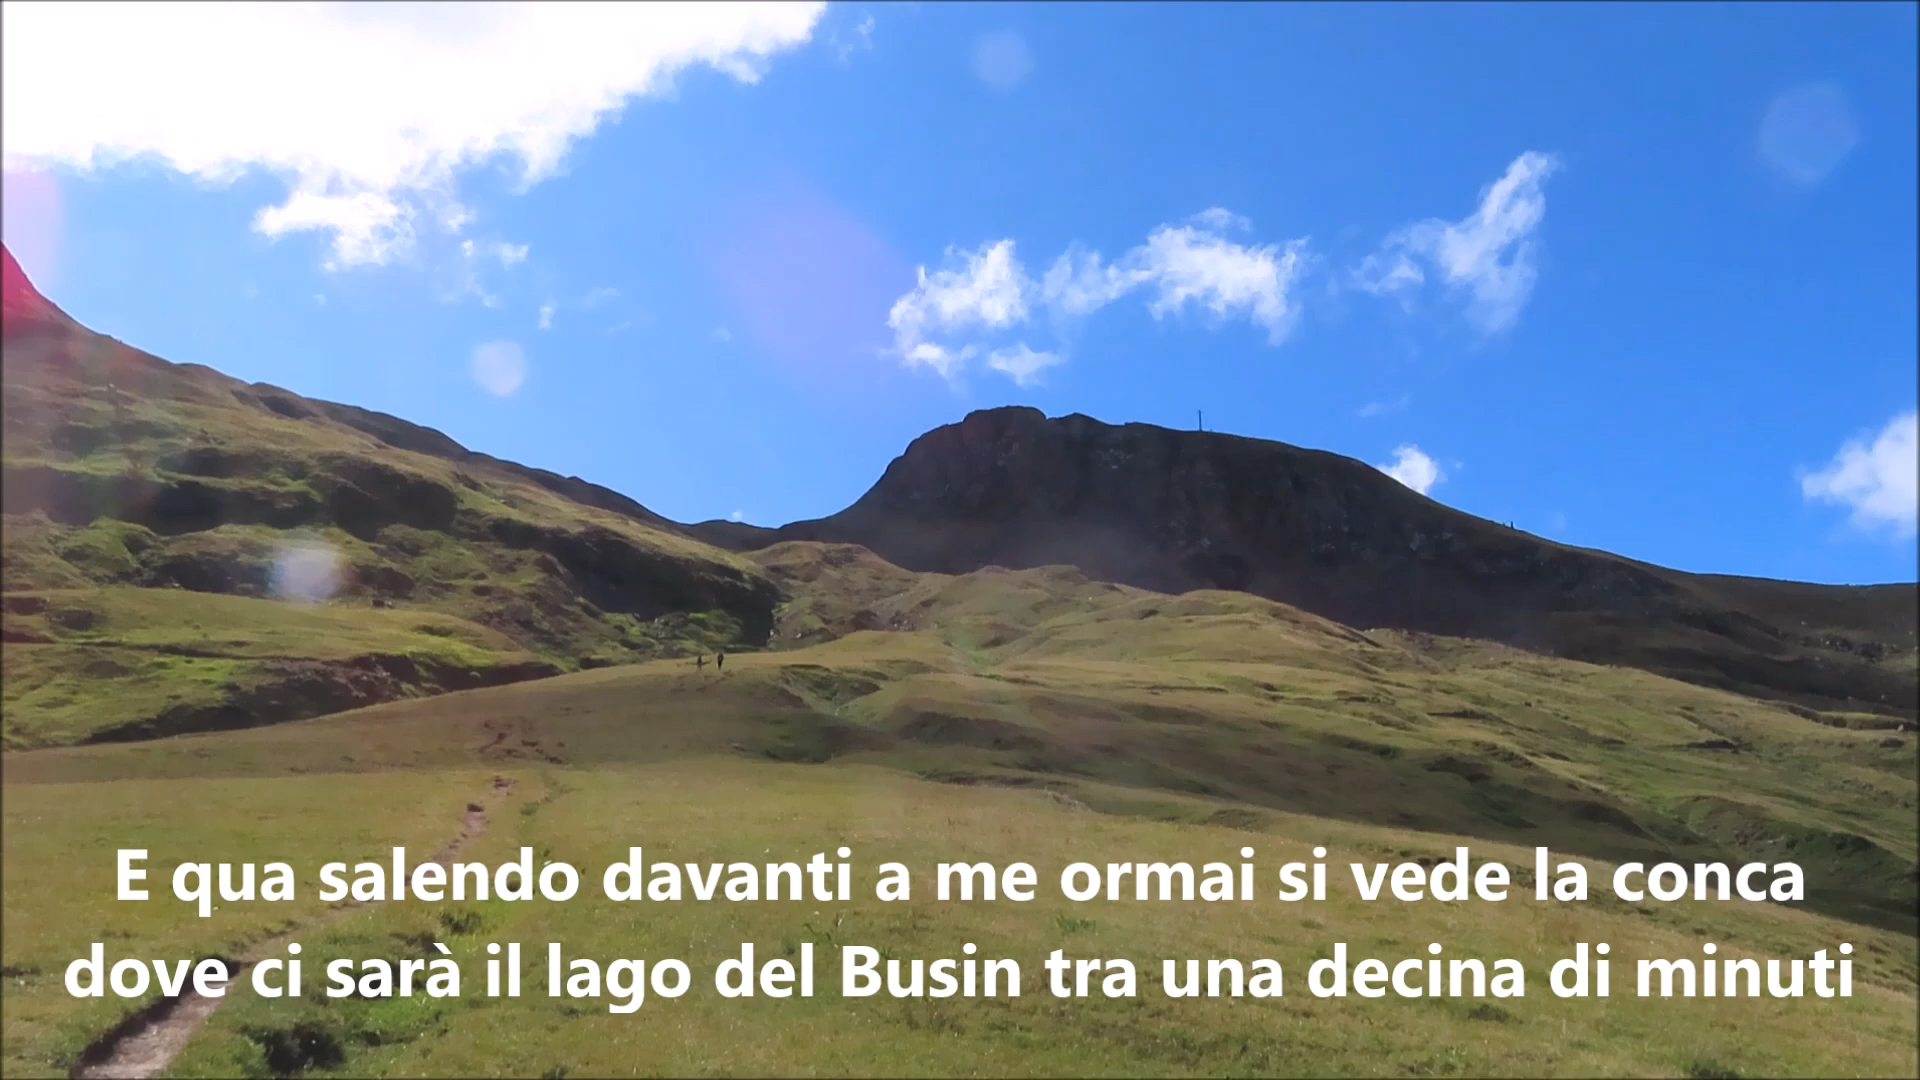 E qua salendo davanti a me ormai si vede la conca
dove ci sarà il lago del Busin tra una decina di minuti